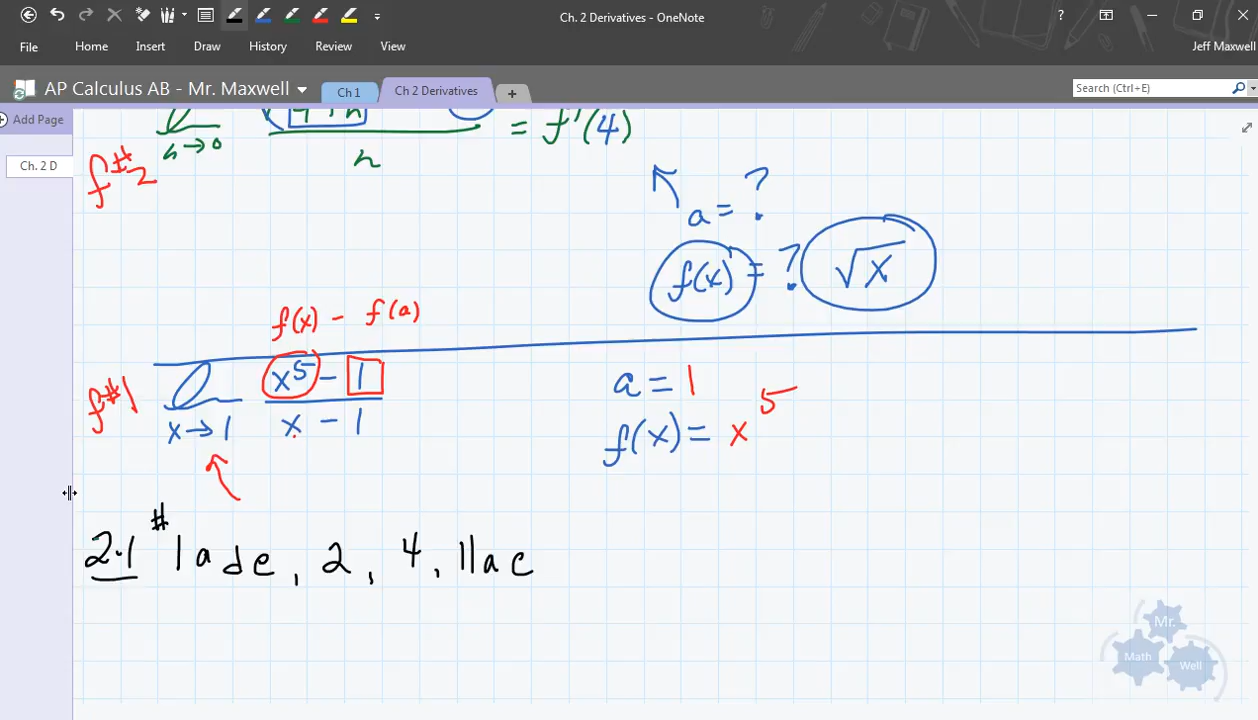 Ch. 2 Derivatives - OneNote
File Home Insert Draw History Review View
Jeff Maxwell
AP Calculus AB - Mr. Maxwell
Ch 1
Ch 2 Derivatives
Search (Ctrl+E)
Add Page
Ch. 2 D
h→0
h
= f'(4)
f#2
a = ?
f(x) = ? √x
f(x) - f(a)
f#1
x⁵ - 1
x→1 x - 1
a = 1
f(x) = x⁵
2.1 # 1ade, 2, 4, 11ac
Mr.
Math
Well